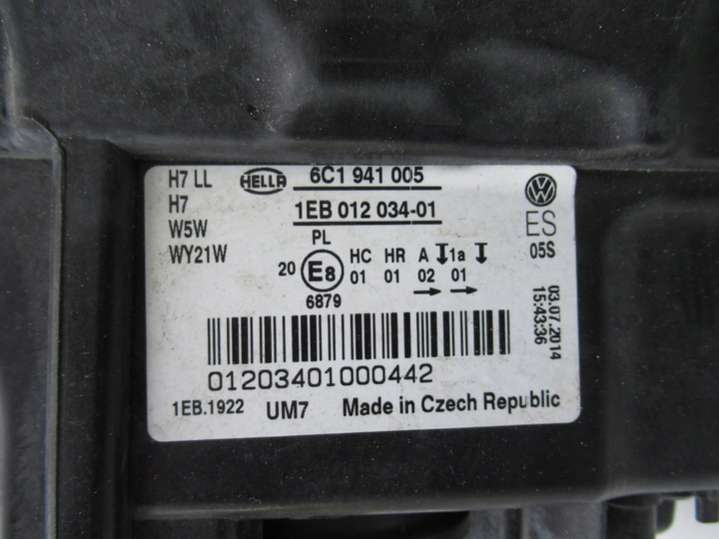 H7 LL HELLA 6C1 941 005
H7 1EB 012 034-01
W5W PL ES
WY21W HC HR A 1a 05S
20 E8 01 01 02 01
6879
03.07.2014
15:43:36
01203401000442
1EB.1922 UM7 Made in Czech Republic